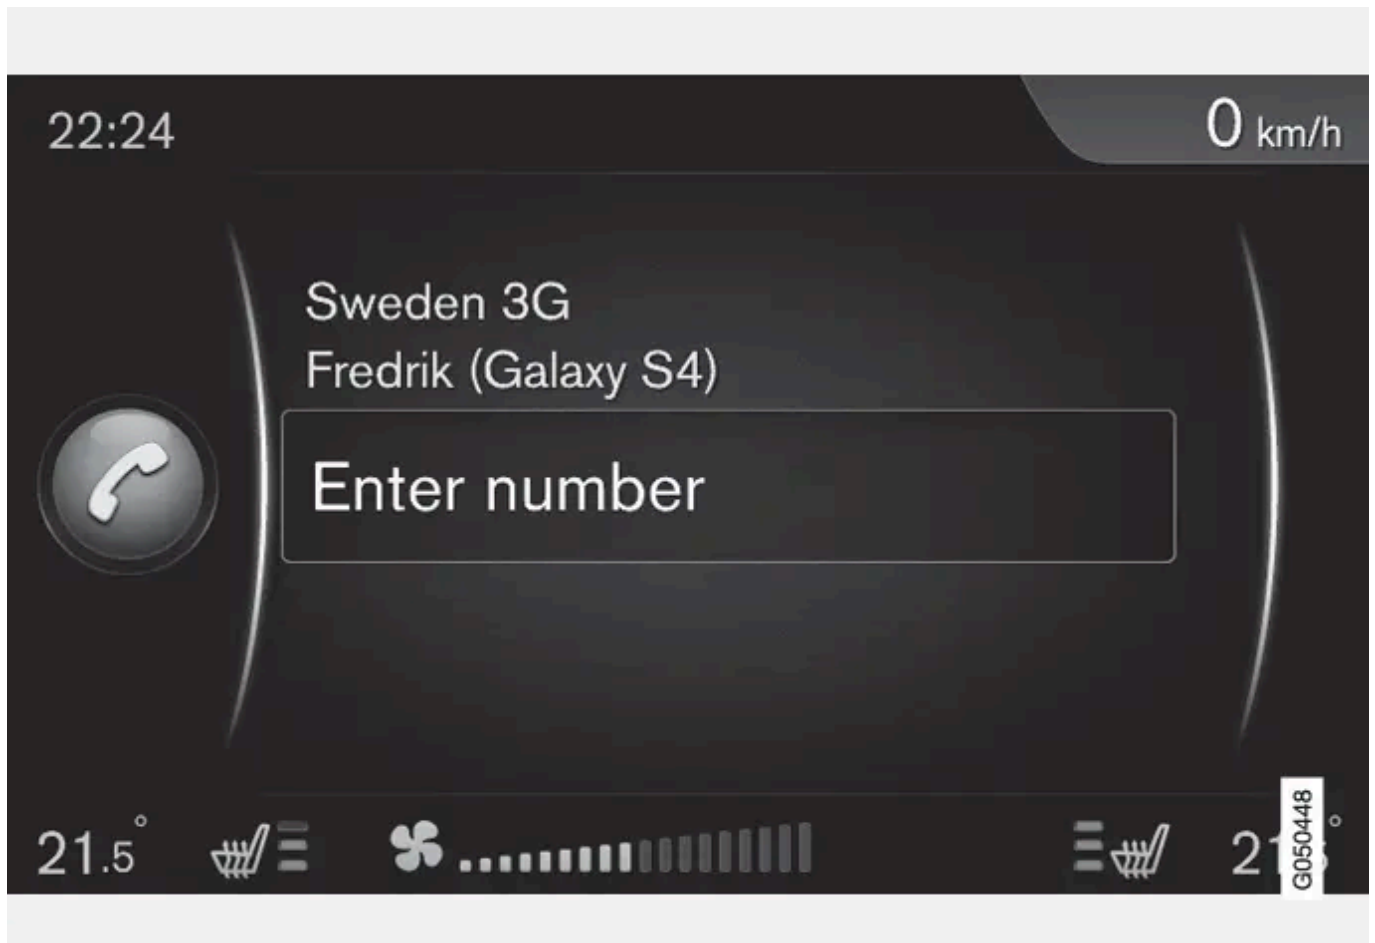 22:24
0 km/h
Sweden 3G
Fredrik (Galaxy S4)
Enter number
21.5°
G050448